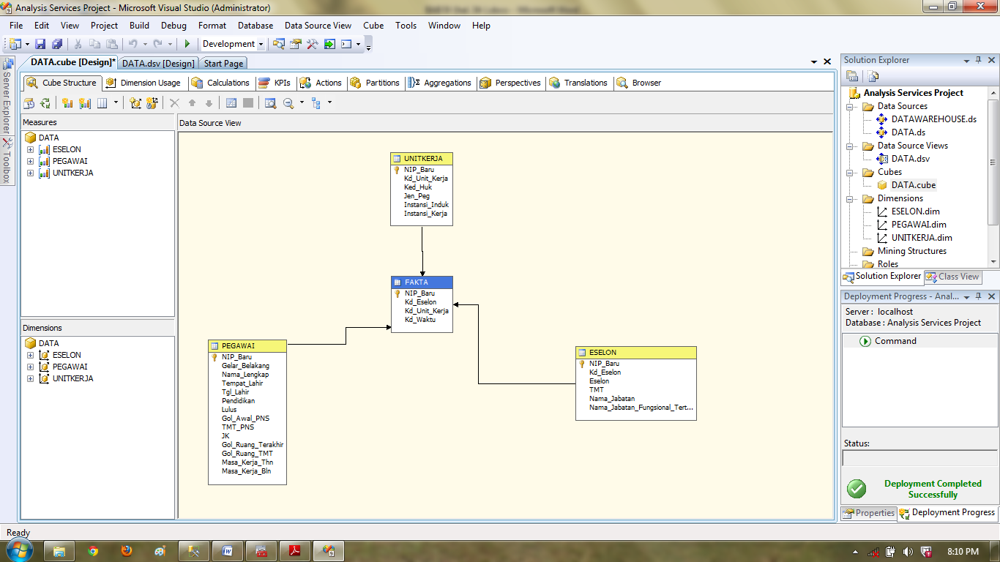 Analysis Services Project - Microsoft Visual Studio (Administrator)
File Edit View Project Build Debug Format Database Data Source View Cube Tools Window Help
Development
DATA.cube [Design]* DATA.dsv [Design] Start Page
Cube Structure Dimension Usage Calculations KPIs Actions Partitions Aggregations Perspectives Translations Browser
Server Explorer
Toolbox
Measures
DATA
ESELON
PEGAWAI
UNITKERJA
Dimensions
DATA
ESELON
PEGAWAI
UNITKERJA
Data Source View
UNITKERJA
NIP_Baru
Kd_Unit_Kerja
Ked_Huk
Jen_Peg
Instansi_Induk
Instansi_Kerja
FAKTA
NIP_Baru
Kd_Eselon
Kd_Unit_Kerja
Kd_Waktu
PEGAWAI
NIP_Baru
Gelar_Belakang
Nama_Lengkap
Tempat_Lahir
Tgl_Lahir
Pendidikan
Lulus
Gol_Awal_PNS
TMT_PNS
JK
Gol_Ruang_Terakhir
Gol_Ruang_TMT
Masa_Kerja_Thn
Masa_Kerja_Bln
ESELON
NIP_Baru
Kd_Eselon
Eselon
TMT
Nama_Jabatan
Nama_Jabatan_Fungsional_Tert...
Solution Explorer
Analysis Services Project
Data Sources
DATAWAREHOUSE.ds
DATA.ds
Data Source Views
DATA.dsv
Cubes
DATA.cube
Dimensions
ESELON.dim
PEGAWAI.dim
UNITKERJA.dim
Mining Structures
Roles
Solution Explorer Class View
Deployment Progress - Anal...
Server : localhost
Database : Analysis Services Project
Command
Status:
Deployment Completed
Successfully
Properties Deployment Progress
Ready
8:10 PM